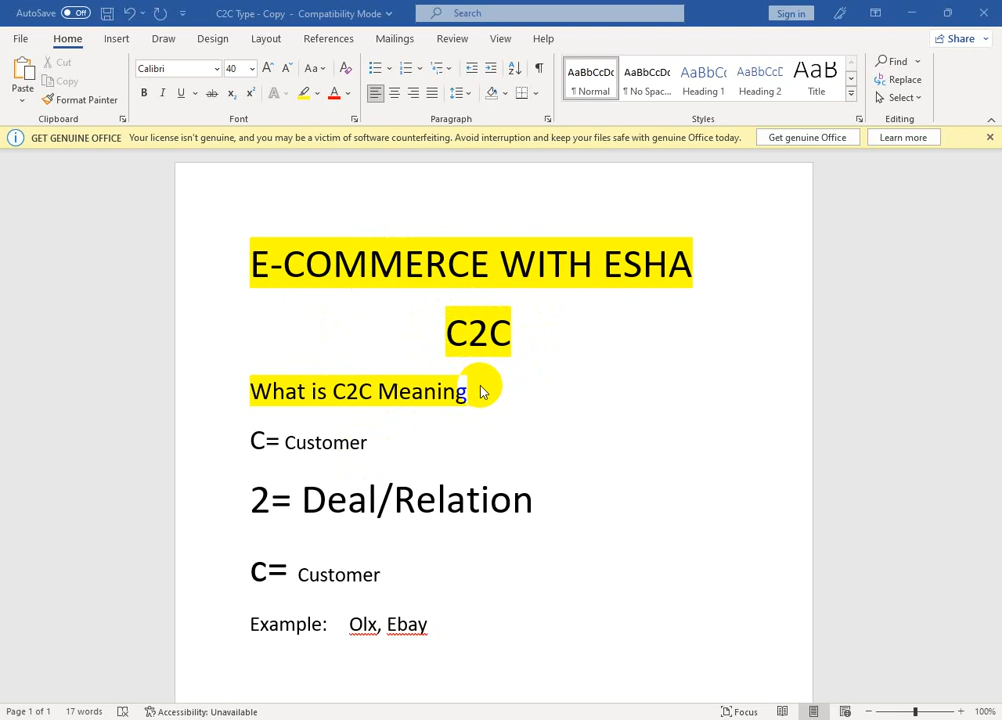 AutoSave Off C2C Type - Copy - Compatibility Mode Search Sign in
File Home Insert Draw Design Layout References Mailings Review View Help Share
Paste Cut Copy Format Painter Clipboard
Calibri 40 Font
Paragraph
AaBbCcDc AaBbCcDc AaBbC AaBbCcD AaB
¶ Normal ¶ No Spac... Heading 1 Heading 2 Title
Styles
Find Replace Select Editing
GET GENUINE OFFICE Your license isn't genuine, and you may be a victim of software counterfeiting. Avoid interruption and keep your files safe with genuine Office today. Get genuine Office Learn more
E-COMMERCE WITH ESHA
C2C
What is C2C Meaning
C= Customer
2= Deal/Relation
c= Customer
Example: Olx, Ebay
Page 1 of 1 17 words Accessibility: Unavailable Focus 100%